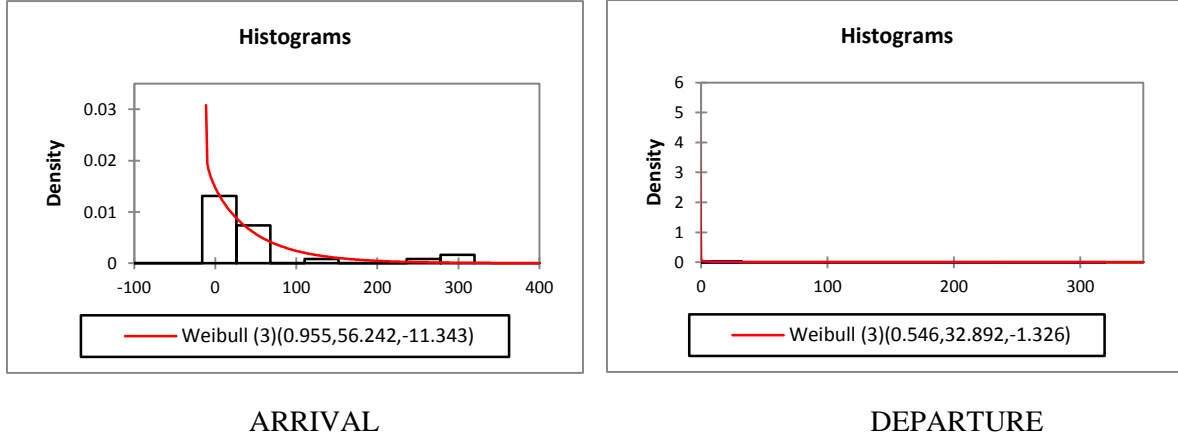 Histograms
Density
0.03
0.02
0.01
0
-100 0 100 200 300 400
Weibull (3)(0.955,56.242,-11.343)
ARRIVAL
Histograms
Density
6
5
4
3
2
1
0
0 100 200 300
Weibull (3)(0.546,32.892,-1.326)
DEPARTURE